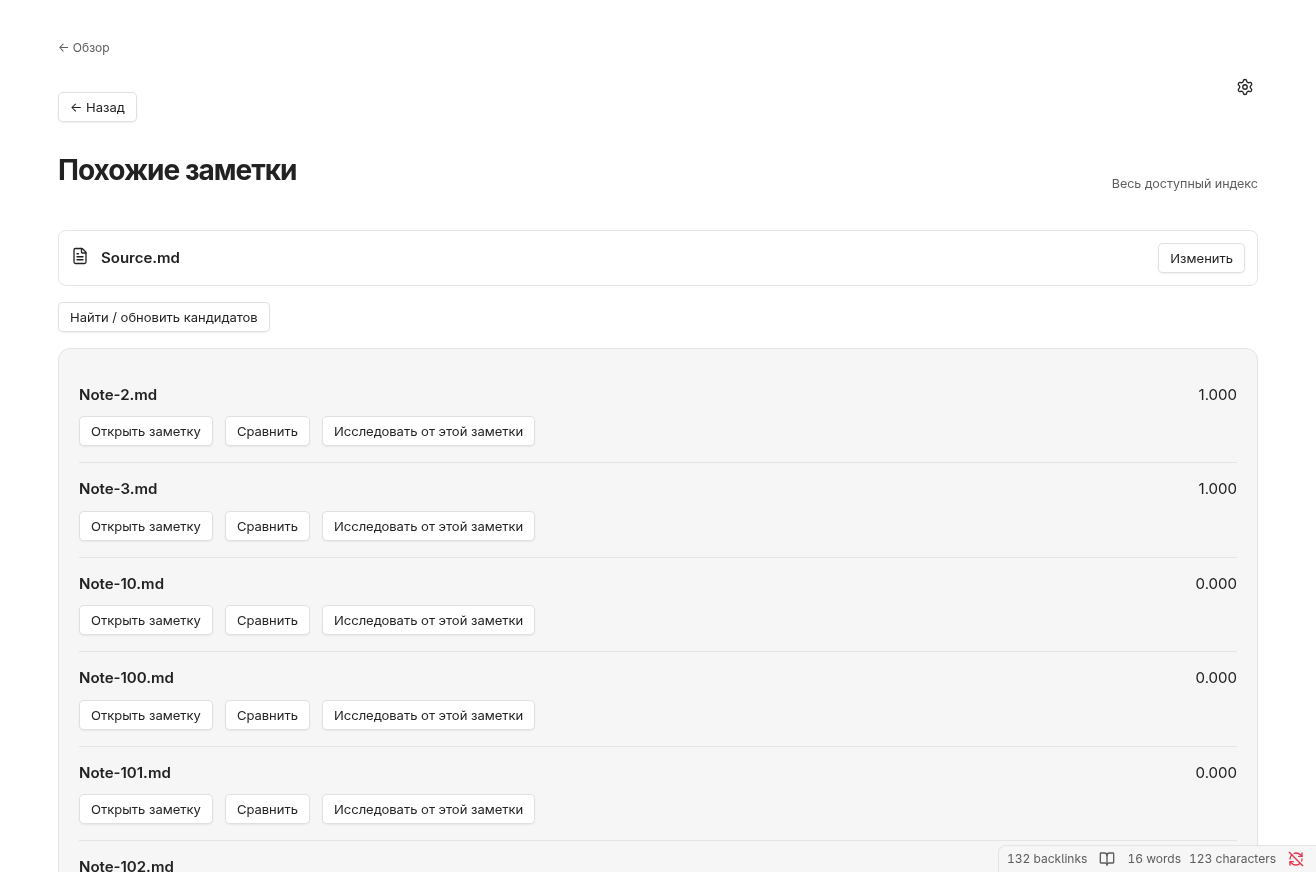 ← Обзор
← Назад
Похожие заметки
Весь доступный индекс
Source.md
Изменить
Найти / обновить кандидатов
Note-2.md 1.000
Открыть заметку Сравнить Исследовать от этой заметки
Note-3.md 1.000
Открыть заметку Сравнить Исследовать от этой заметки
Note-10.md 0.000
Открыть заметку Сравнить Исследовать от этой заметки
Note-100.md 0.000
Открыть заметку Сравнить Исследовать от этой заметки
Note-101.md 0.000
Открыть заметку Сравнить Исследовать от этой заметки
Note-102.md
132 backlinks 16 words 123 characters